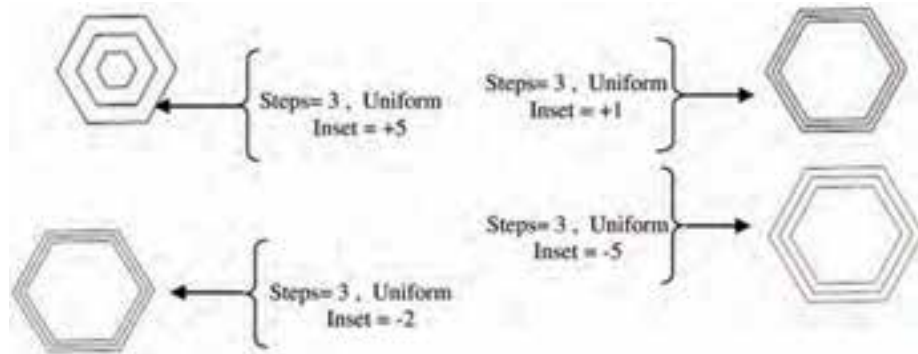 Steps= 3 , Uniform
Inset = +5
Steps= 3 , Uniform
Inset = +1
Steps= 3 , Uniform
Inset = -5
Steps= 3 , Uniform
Inset = -2